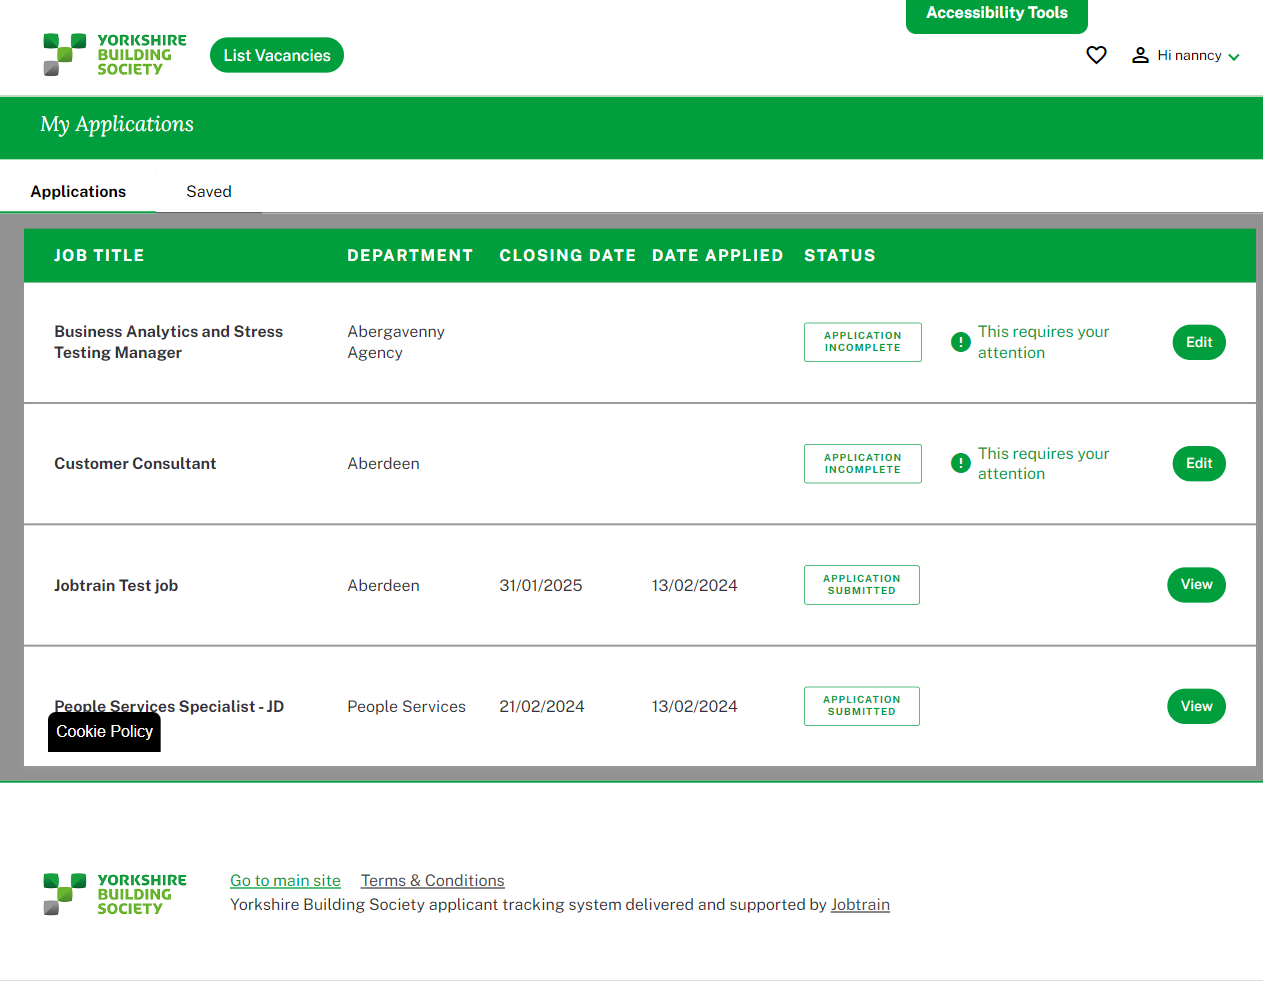 Accessibility Tools
YORKSHIRE
BUILDING
SOCIETY
List Vacancies
Hi nanncy
My Applications
Applications
Saved
JOB TITLE
DEPARTMENT
CLOSING DATE
DATE APPLIED
STATUS
Business Analytics and Stress
Testing Manager
Abergavenny
Agency
APPLICATION
INCOMPLETE
This requires your
attention
Edit
Customer Consultant
Aberdeen
APPLICATION
INCOMPLETE
This requires your
attention
Edit
Jobtrain Test job
Aberdeen
31/01/2025
13/02/2024
APPLICATION
SUBMITTED
View
People Services Specialist - JD
People Services
21/02/2024
13/02/2024
APPLICATION
SUBMITTED
View
Cookie Policy
YORKSHIRE
BUILDING
SOCIETY
Go to main site
Terms & Conditions
Yorkshire Building Society applicant tracking system delivered and supported by Jobtrain